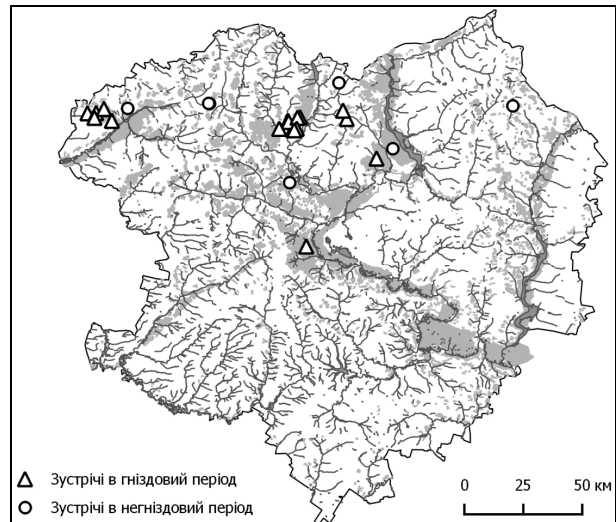 Зустрічі в гніздовий період
Зустрічі в негніздовий період
0 25 50 км